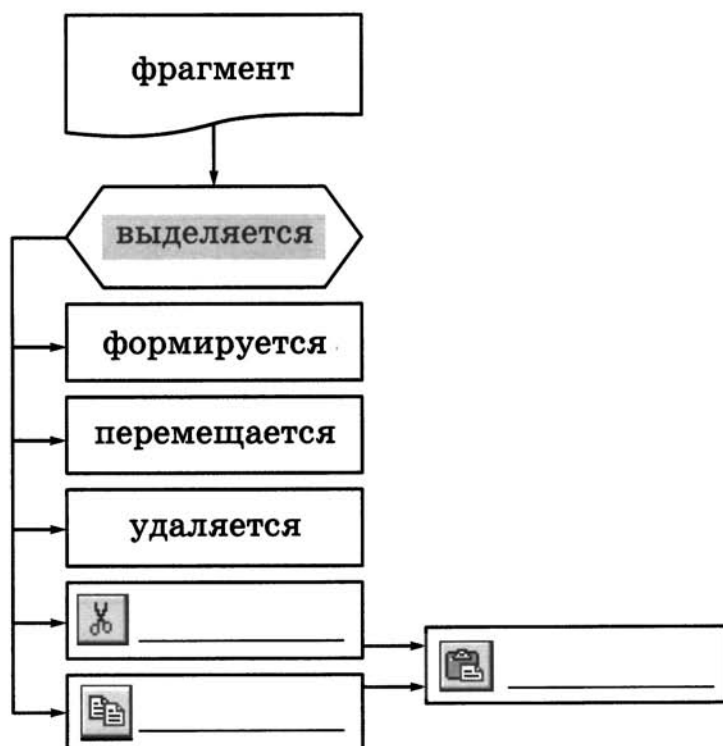 фрагмент
выделяется
формируется
перемещается
удаляется